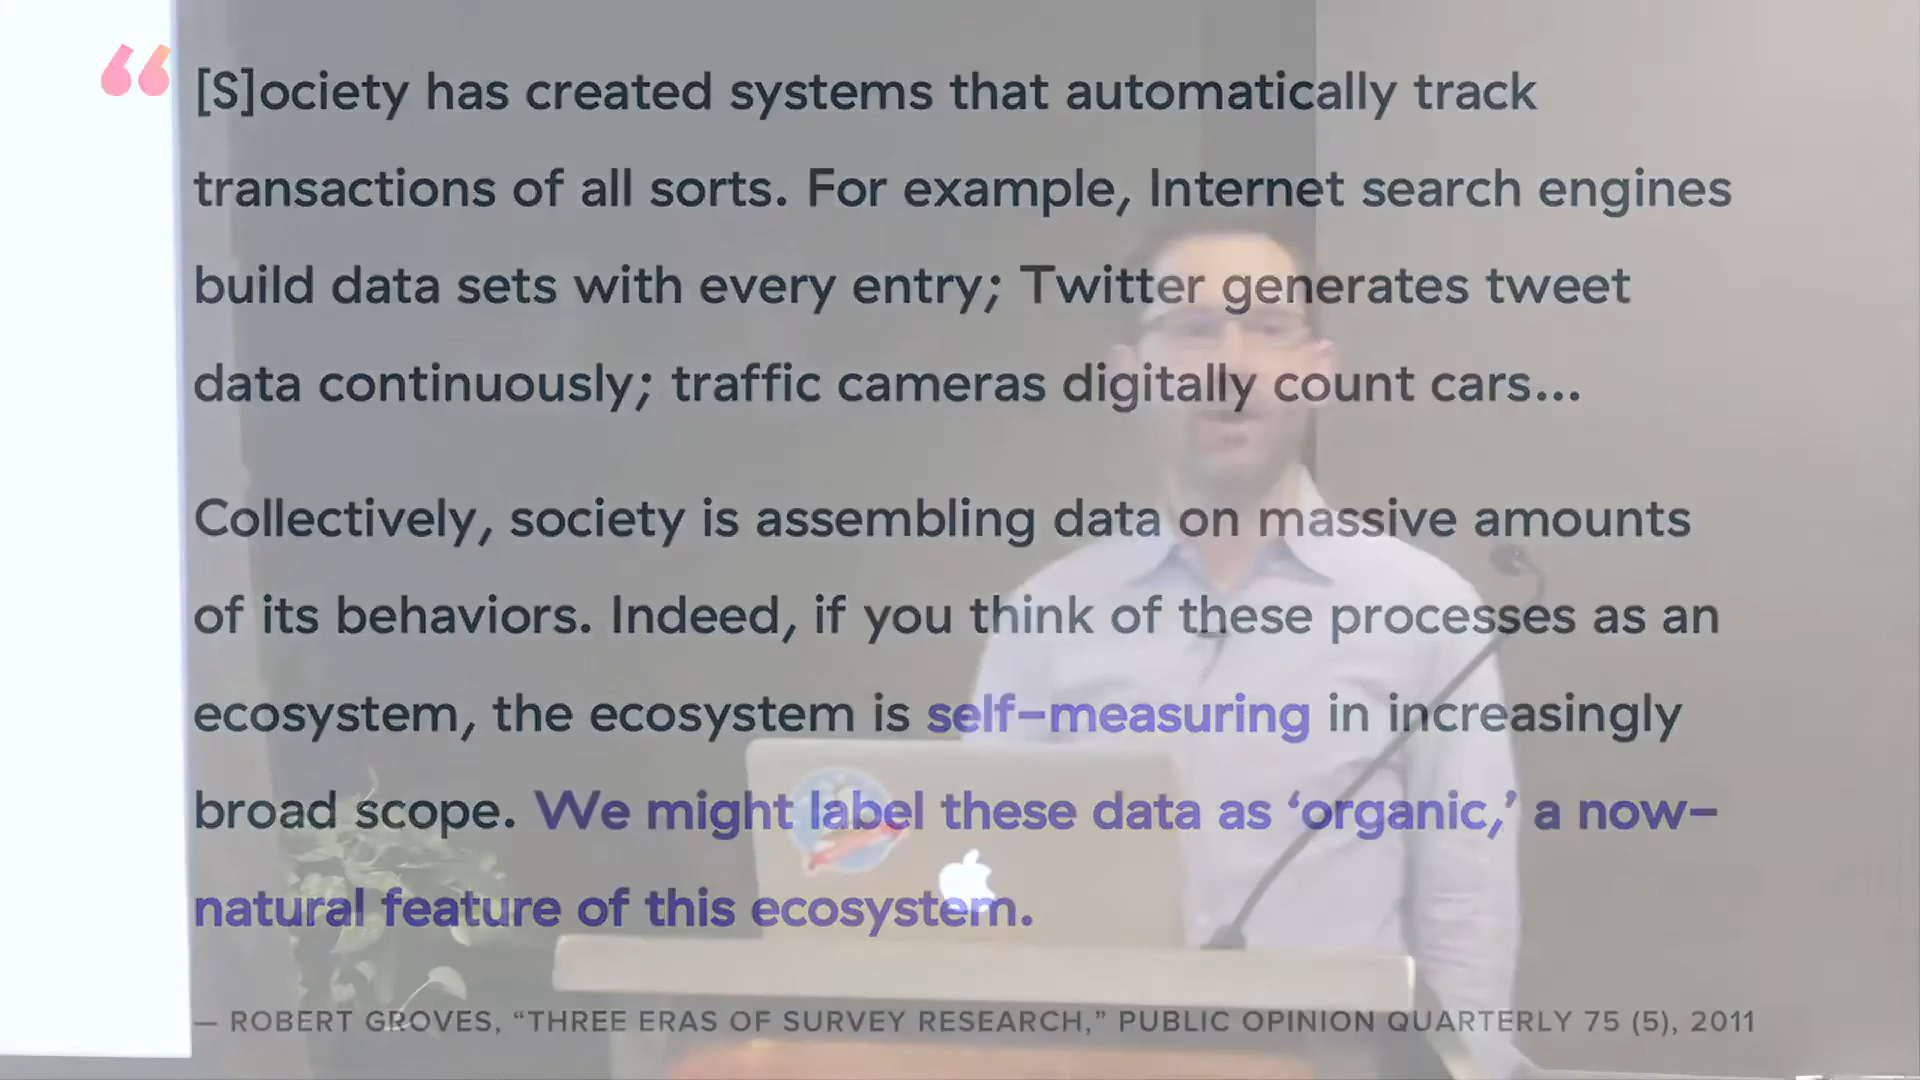 “
[S]ociety has created systems that automatically track
transactions of all sorts. For example, Internet search engines
build data sets with every entry; Twitter generates tweet
data continuously; traffic cameras digitally count cars...
Collectively, society is assembling data on massive amounts
of its behaviors. Indeed, if you think of these processes as an
ecosystem, the ecosystem is self–measuring in increasingly
broad scope. We might label these data as ‘organic,’ a now–
natural feature of this ecosystem.
— ROBERT GROVES, “THREE ERAS OF SURVEY RESEARCH,” PUBLIC OPINION QUARTERLY 75 (5), 2011